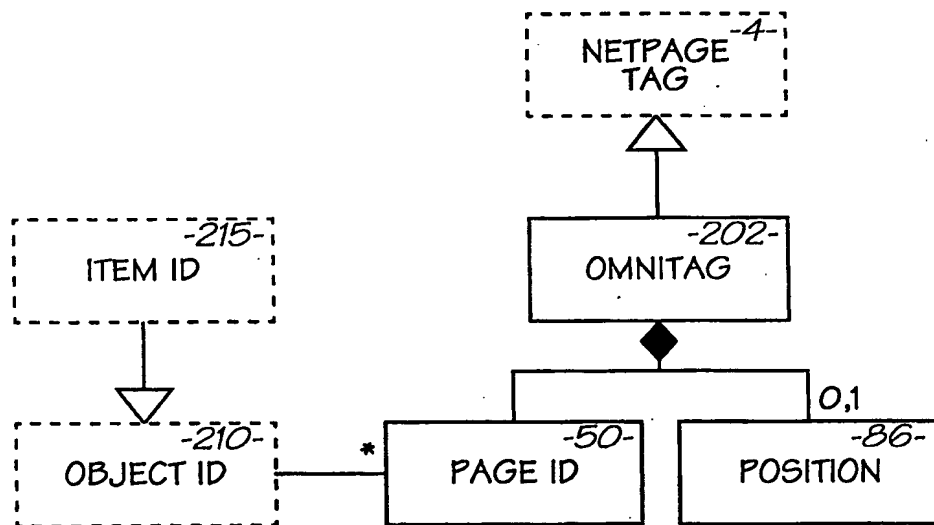 -4-
NETPAGE
TAG
-215-
ITEM ID
-202-
OMNITAG
0,1
-210-
OBJECT ID
*
-50-
PAGE ID
-86-
POSITION